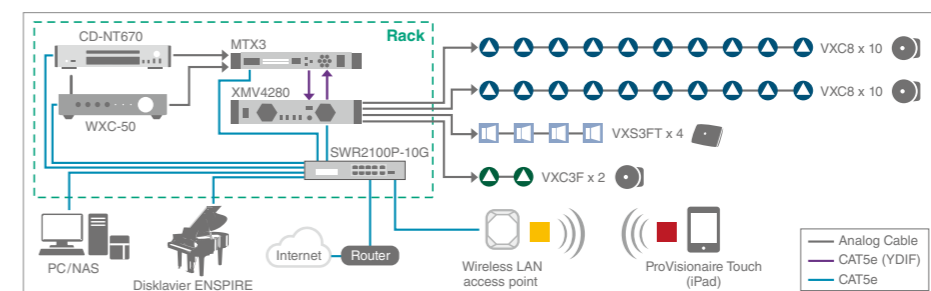 CD-NT670
MTX3
Rack
VXC8 x 10
XMV4280
WXC-50
VXC8 x 10
VXS3FT x 4
SWR2100P-10G
VXC3F x 2
PC/NAS
Disklavier ENSPIRE
Internet
Router
Wireless LAN
access point
ProVisionaire Touch
(iPad)
Analog Cable
CAT5e (YDIF)
CAT5e